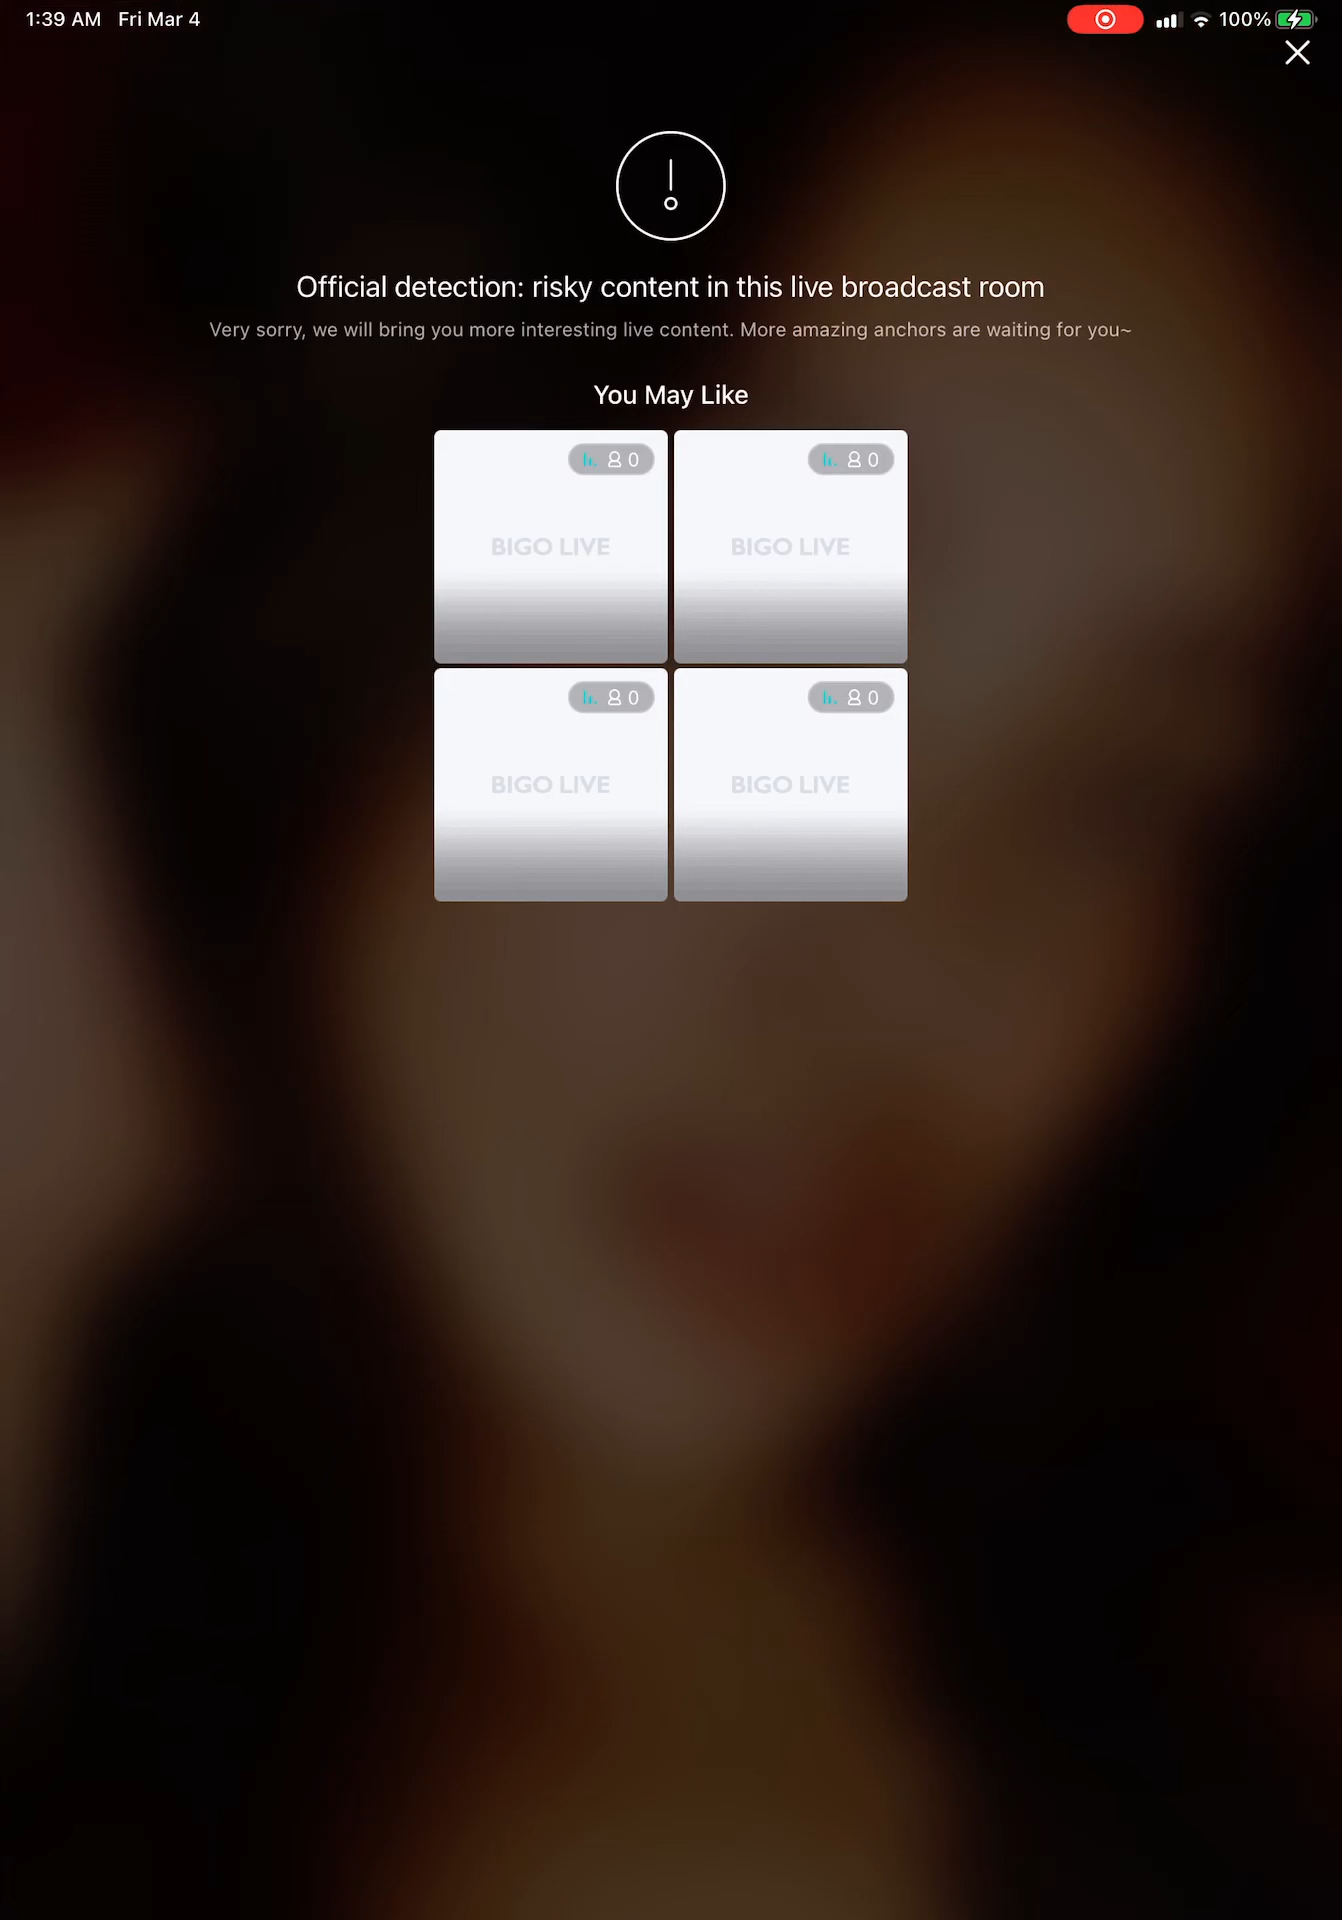 1:39 AM Fri Mar 4
100%
Official detection: risky content in this live broadcast room
Very sorry, we will bring you more interesting live content. More amazing anchors are waiting for you~
You May Like
0
0
BIGO LIVE
BIGO LIVE
0
0
BIGO LIVE
BIGO LIVE